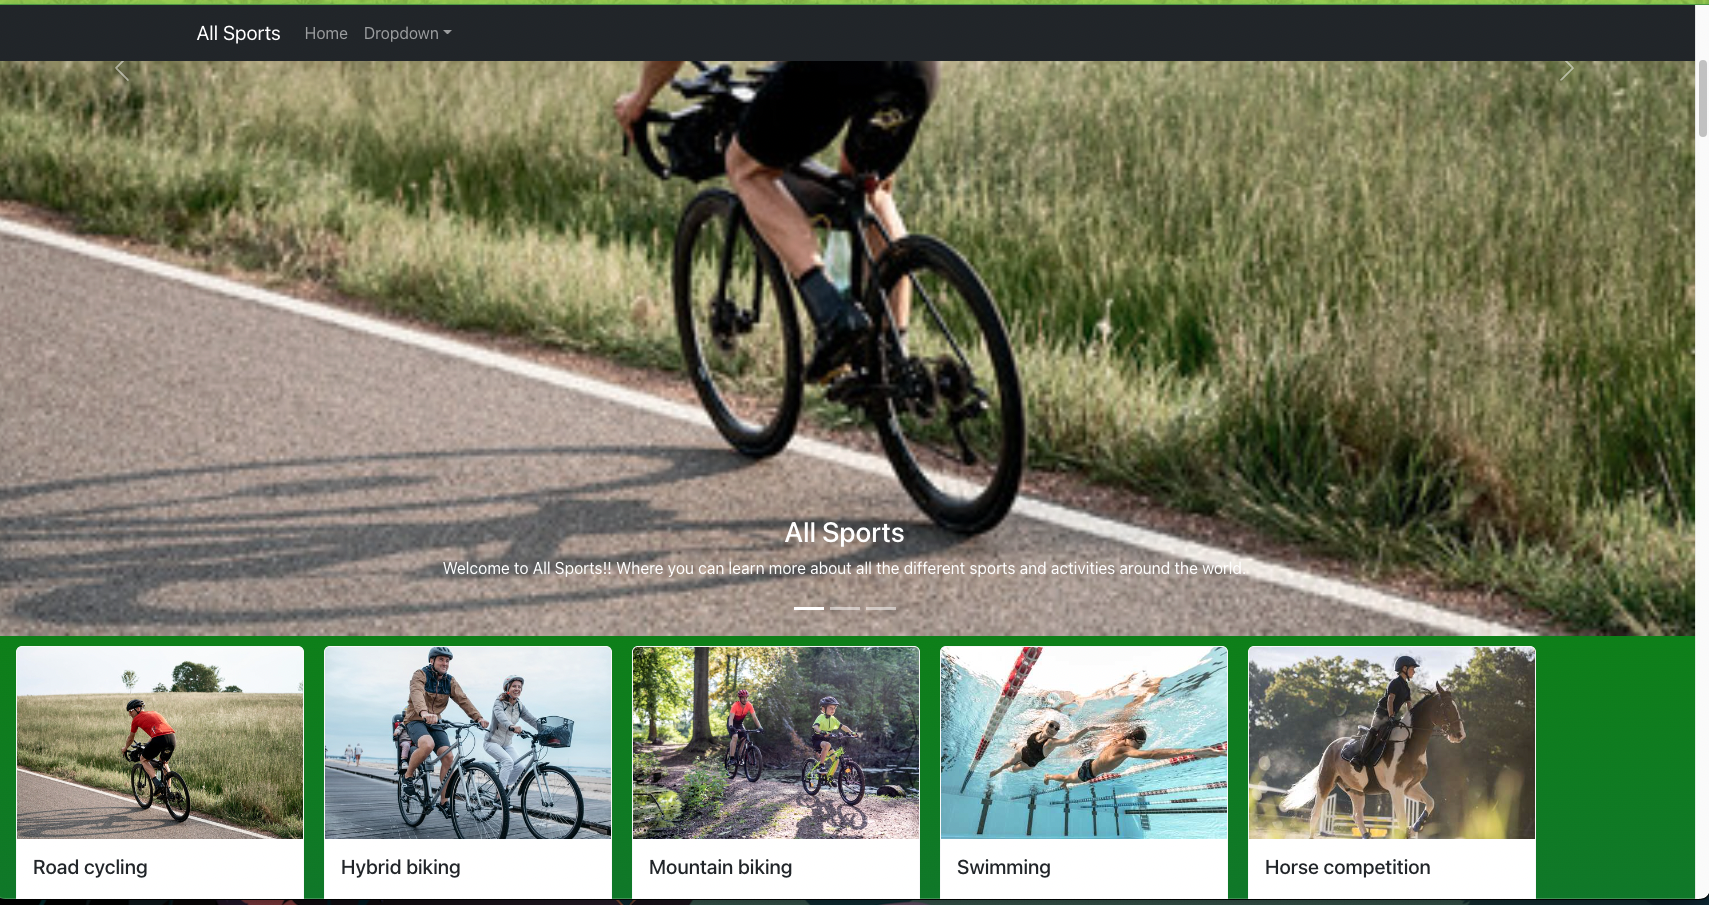 All Sports Home Dropdown
All Sports
Welcome to All Sports!! Where you can learn more about all the different sports and activities around the world..
Road cycling
Hybrid biking
Mountain biking
Swimming
Horse competition